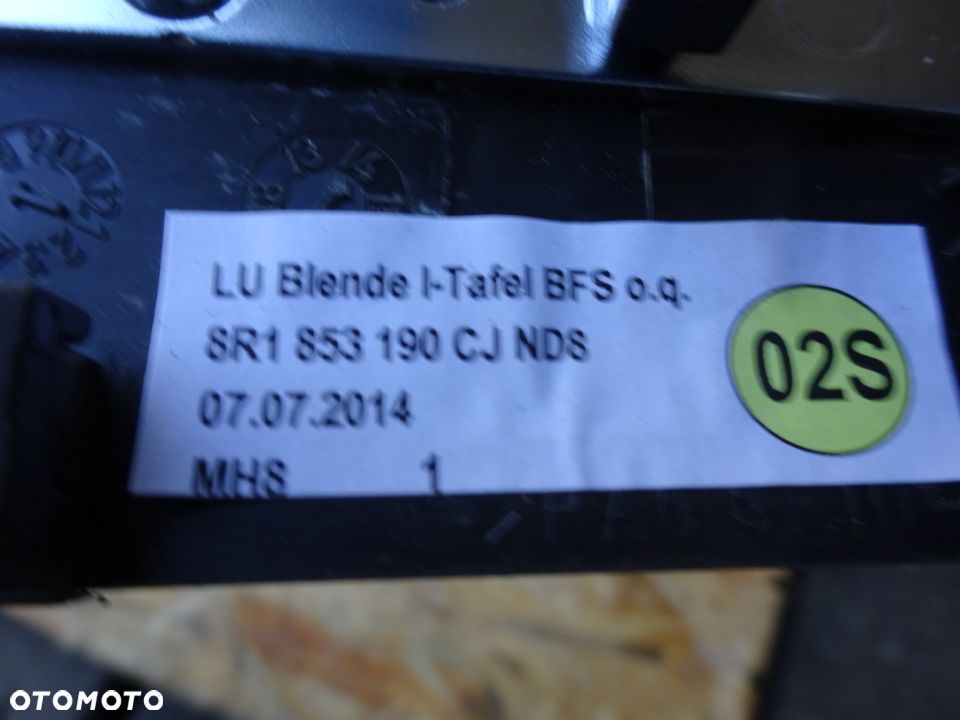 LU Blende I-Tafel BFS o.q.
8R1 853 190 CJ ND8
02S
07.07.2014
MHS 1
OTOMOTO